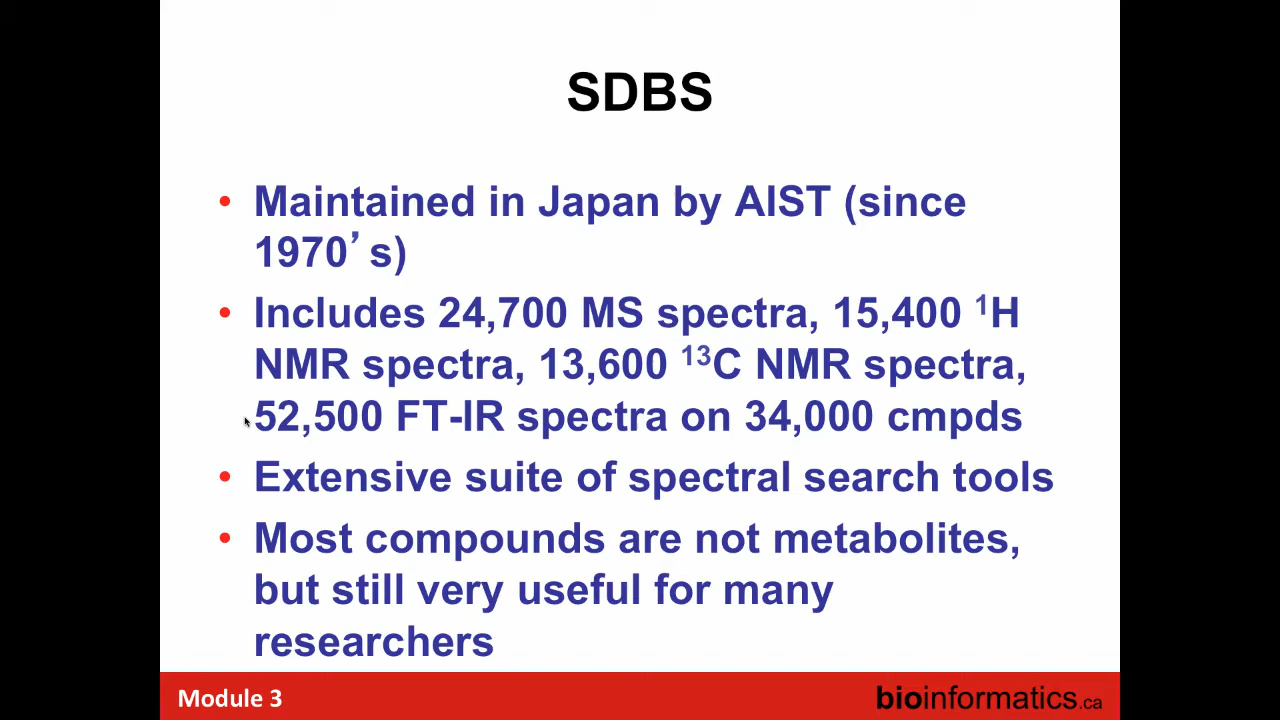 SDBS
• Maintained in Japan by AIST (since
1970’s)
• Includes 24,700 MS spectra, 15,400 ¹H
NMR spectra, 13,600 ¹³C NMR spectra,
52,500 FT-IR spectra on 34,000 cmpds
• Extensive suite of spectral search tools
• Most compounds are not metabolites,
but still very useful for many
researchers
Module 3
bioinformatics.ca